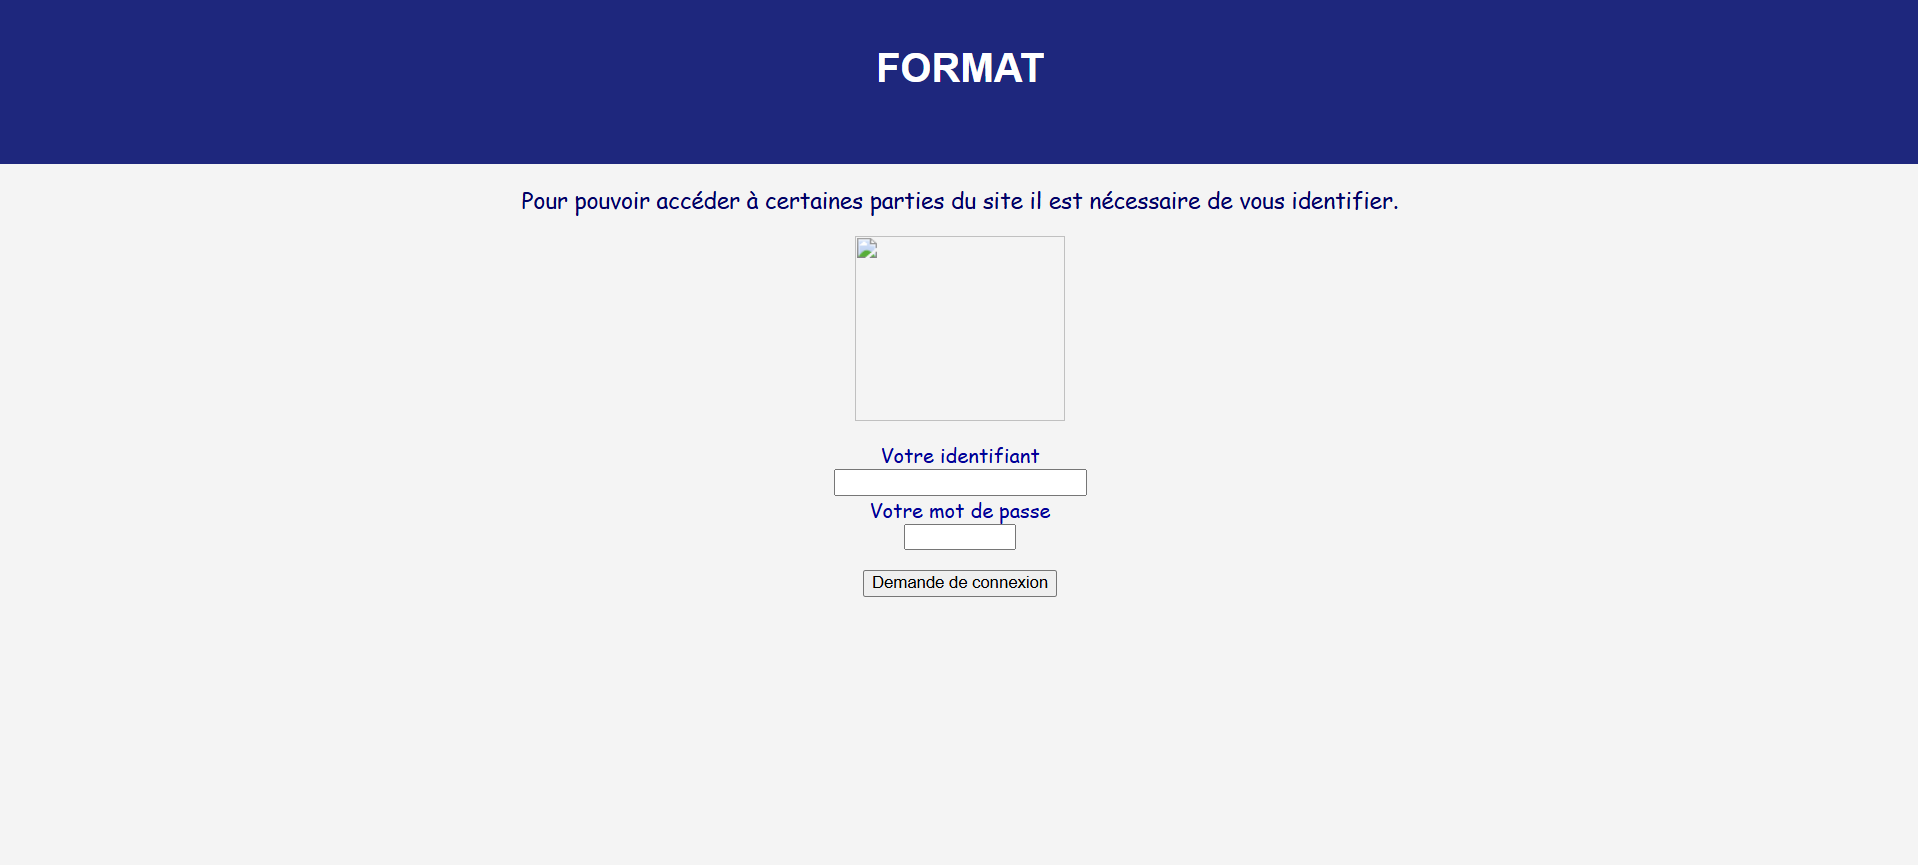 FORMAT
Pour pouvoir accéder à certaines parties du site il est nécessaire de vous identifier.
Votre identifiant
Votre mot de passe
Demande de connexion